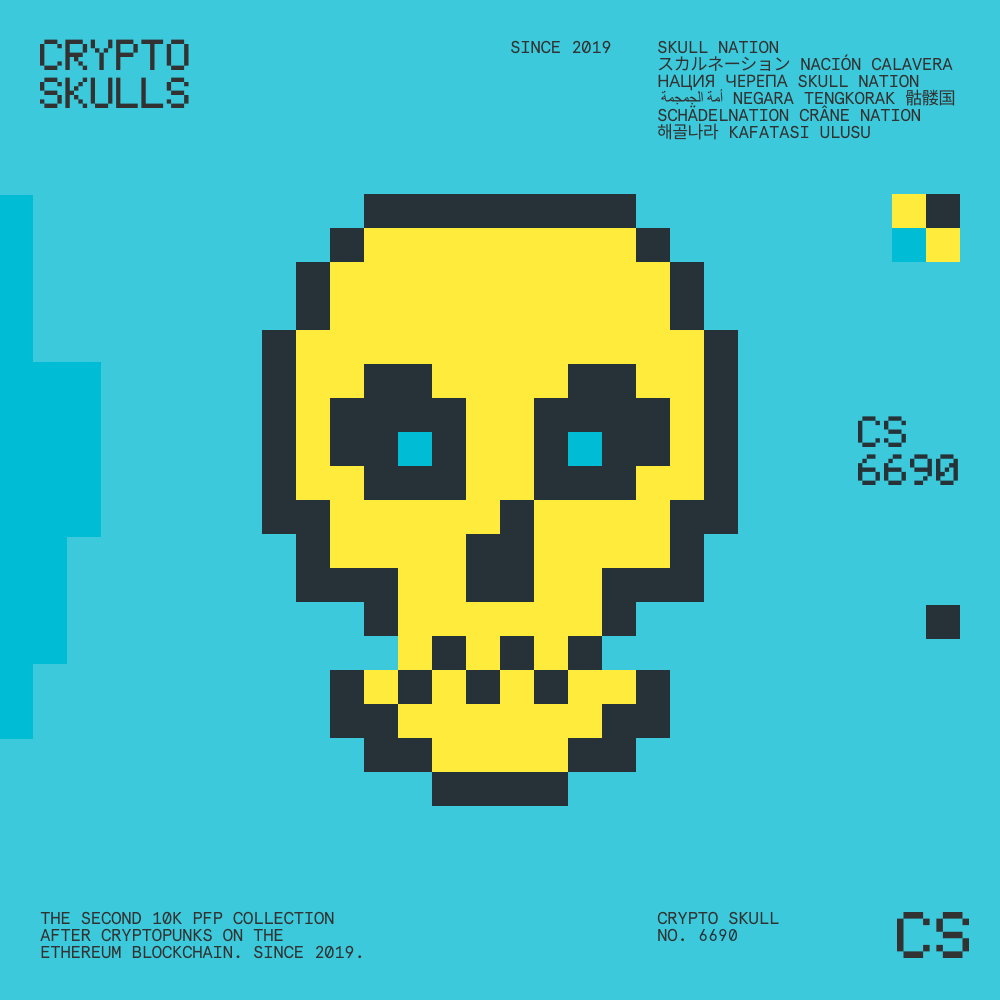 CRYPTO
SKULLS
SINCE 2019
SKULL NATION
スカルネーション NACIÓN CALAVERA
НАЦИЯ ЧЕРЕПА SKULL NATION
أمة الجمجمة NEGARA TENGKORAK 骷髅国
SCHÄDELNATION CRÂNE NATION
해골나라 KAFATASI ULUSU
CS
6690
THE SECOND 10K PFP COLLECTION
AFTER CRYPTOPUNKS ON THE
ETHEREUM BLOCKCHAIN. SINCE 2019.
CRYPTO SKULL
NO. 6690
CS